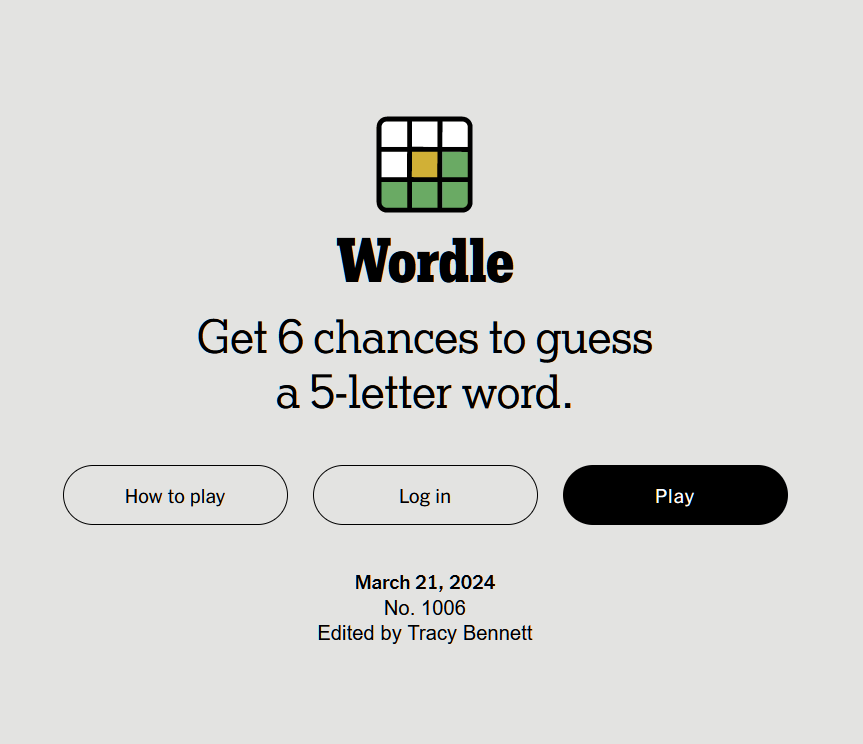 Wordle
Get 6 chances to guess
a 5-letter word.
How to play
Log in
Play
March 21, 2024
No. 1006
Edited by Tracy Bennett